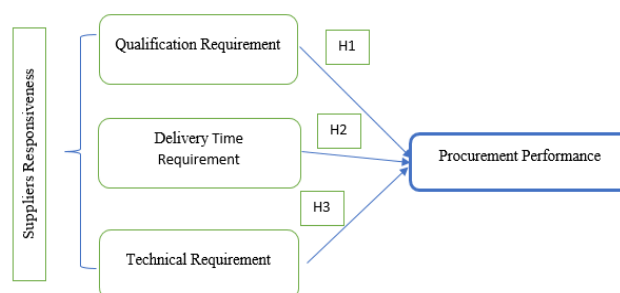 Suppliers Responsiveness
Qualification Requirement
H1
Delivery Time
Requirement
H2
Procurement Performance
H3
Technical Requirement